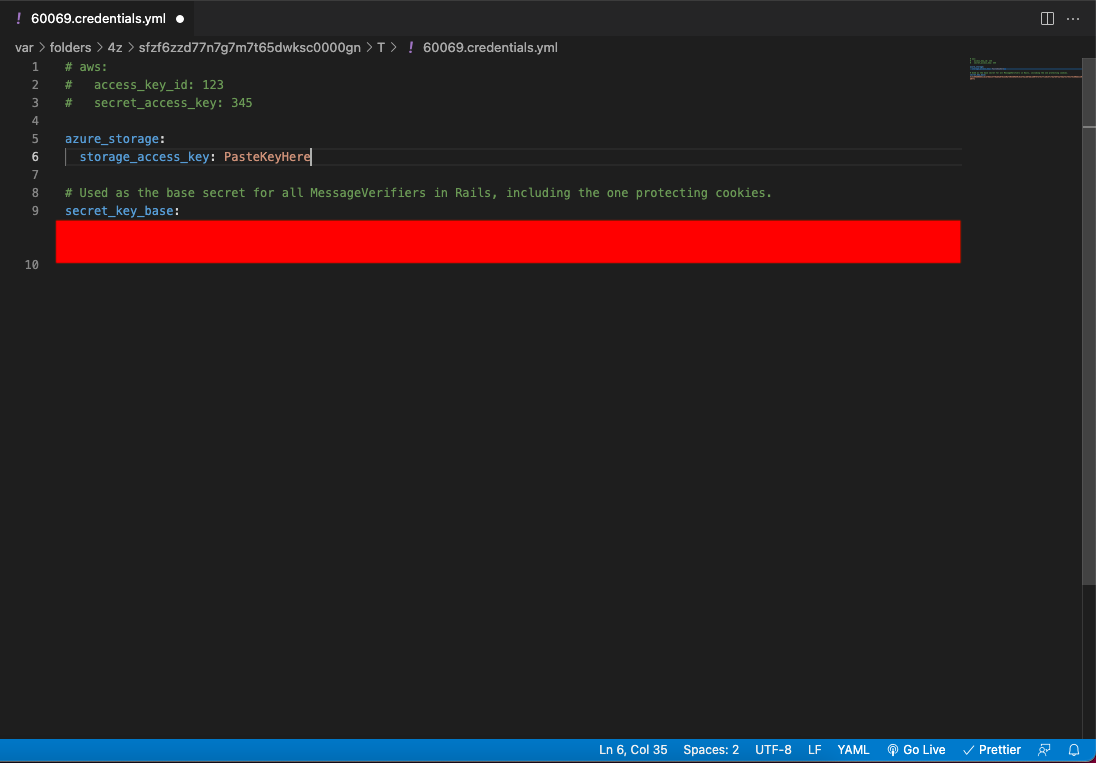 60069.credentials.yml
var > folders > 4z > sfzf6zzd77n7g7m7t65dwksc0000gn > T > ! 60069.credentials.yml
1 # aws:
2 #   access_key_id: 123
3 #   secret_access_key: 345
4
5 azure_storage:
6   storage_access_key: PasteKeyHere
7
8 # Used as the base secret for all MessageVerifiers in Rails, including the one protecting cookies.
9 secret_key_base:
10
Ln 6, Col 35 Spaces: 2 UTF-8 LF YAML Go Live Prettier